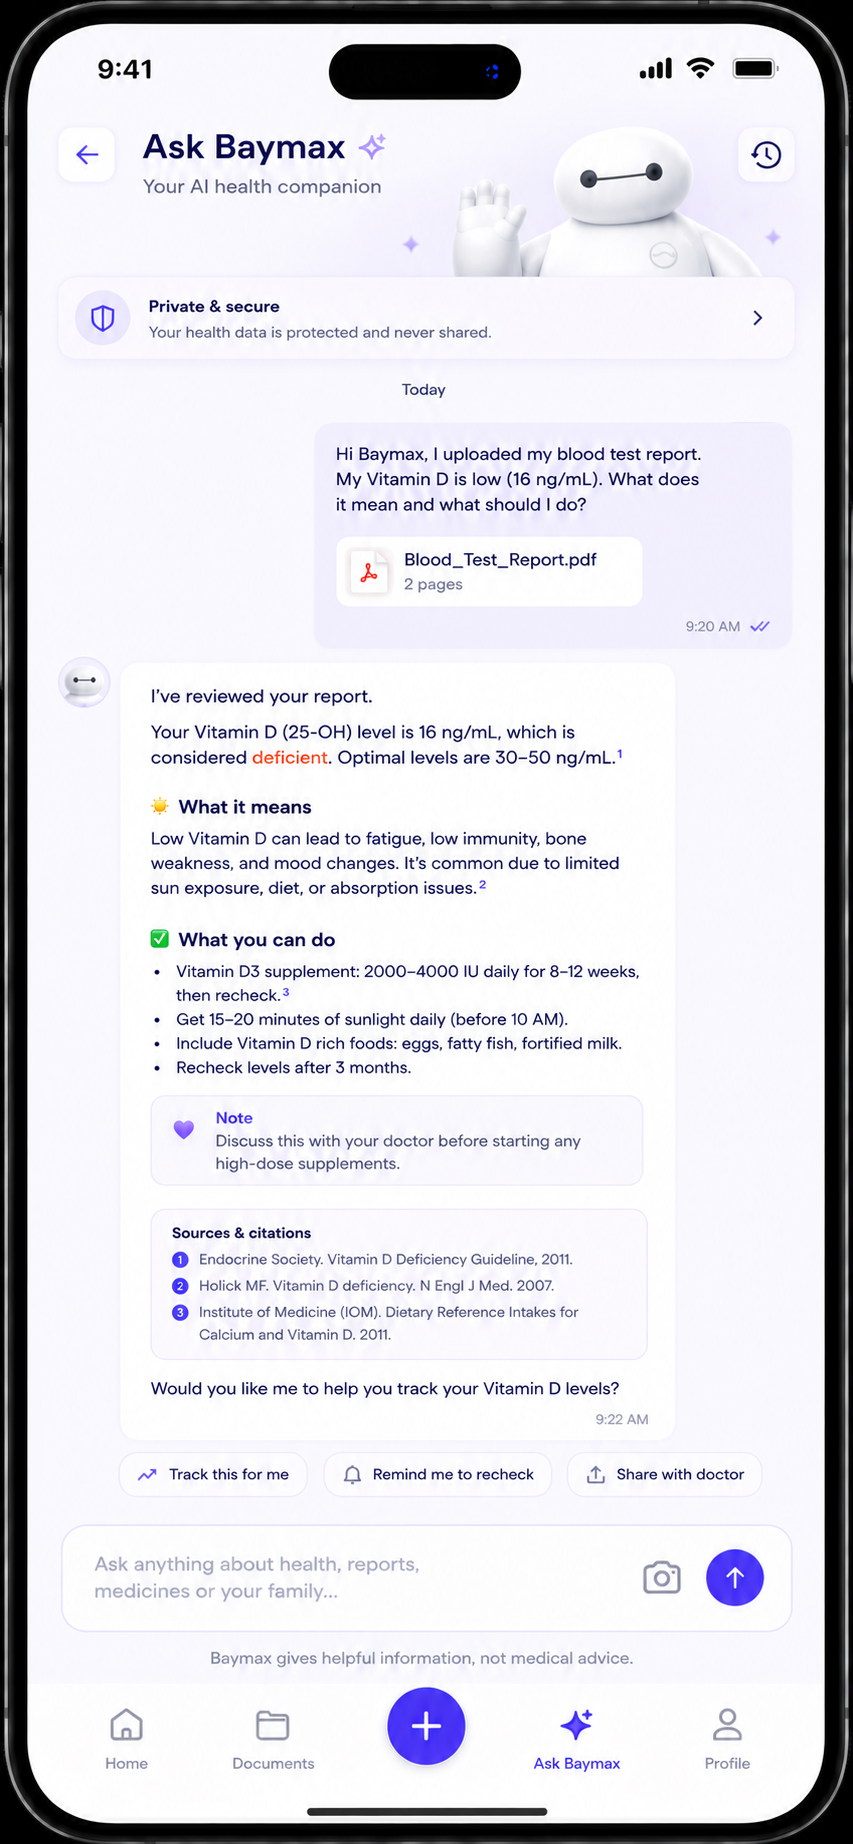 9:41
Ask Baymax
Your AI health companion
Private & secure
Your health data is protected and never shared.
Today
Hi Baymax, I uploaded my blood test report.
My Vitamin D is low (16 ng/mL). What does
it mean and what should I do?
Blood_Test_Report.pdf
2 pages
9:20 AM
I've reviewed your report.
Your Vitamin D (25-OH) level is 16 ng/mL, which is
considered deficient. Optimal levels are 30–50 ng/mL.¹
What it means
Low Vitamin D can lead to fatigue, low immunity, bone
weakness, and mood changes. It's common due to limited
sun exposure, diet, or absorption issues.²
What you can do
• Vitamin D3 supplement: 2000–4000 IU daily for 8–12 weeks,
then recheck.³
• Get 15–20 minutes of sunlight daily (before 10 AM).
• Include Vitamin D rich foods: eggs, fatty fish, fortified milk.
• Recheck levels after 3 months.
Note
Discuss this with your doctor before starting any
high-dose supplements.
Sources & citations
1 Endocrine Society. Vitamin D Deficiency Guideline, 2011.
2 Holick MF. Vitamin D deficiency. N Engl J Med. 2007.
3 Institute of Medicine (IOM). Dietary Reference Intakes for
Calcium and Vitamin D. 2011.
Would you like me to help you track your Vitamin D levels?
9:22 AM
Track this for me
Remind me to recheck
Share with doctor
Ask anything about health, reports,
medicines or your family...
Baymax gives helpful information, not medical advice.
Home
Documents
Ask Baymax
Profile